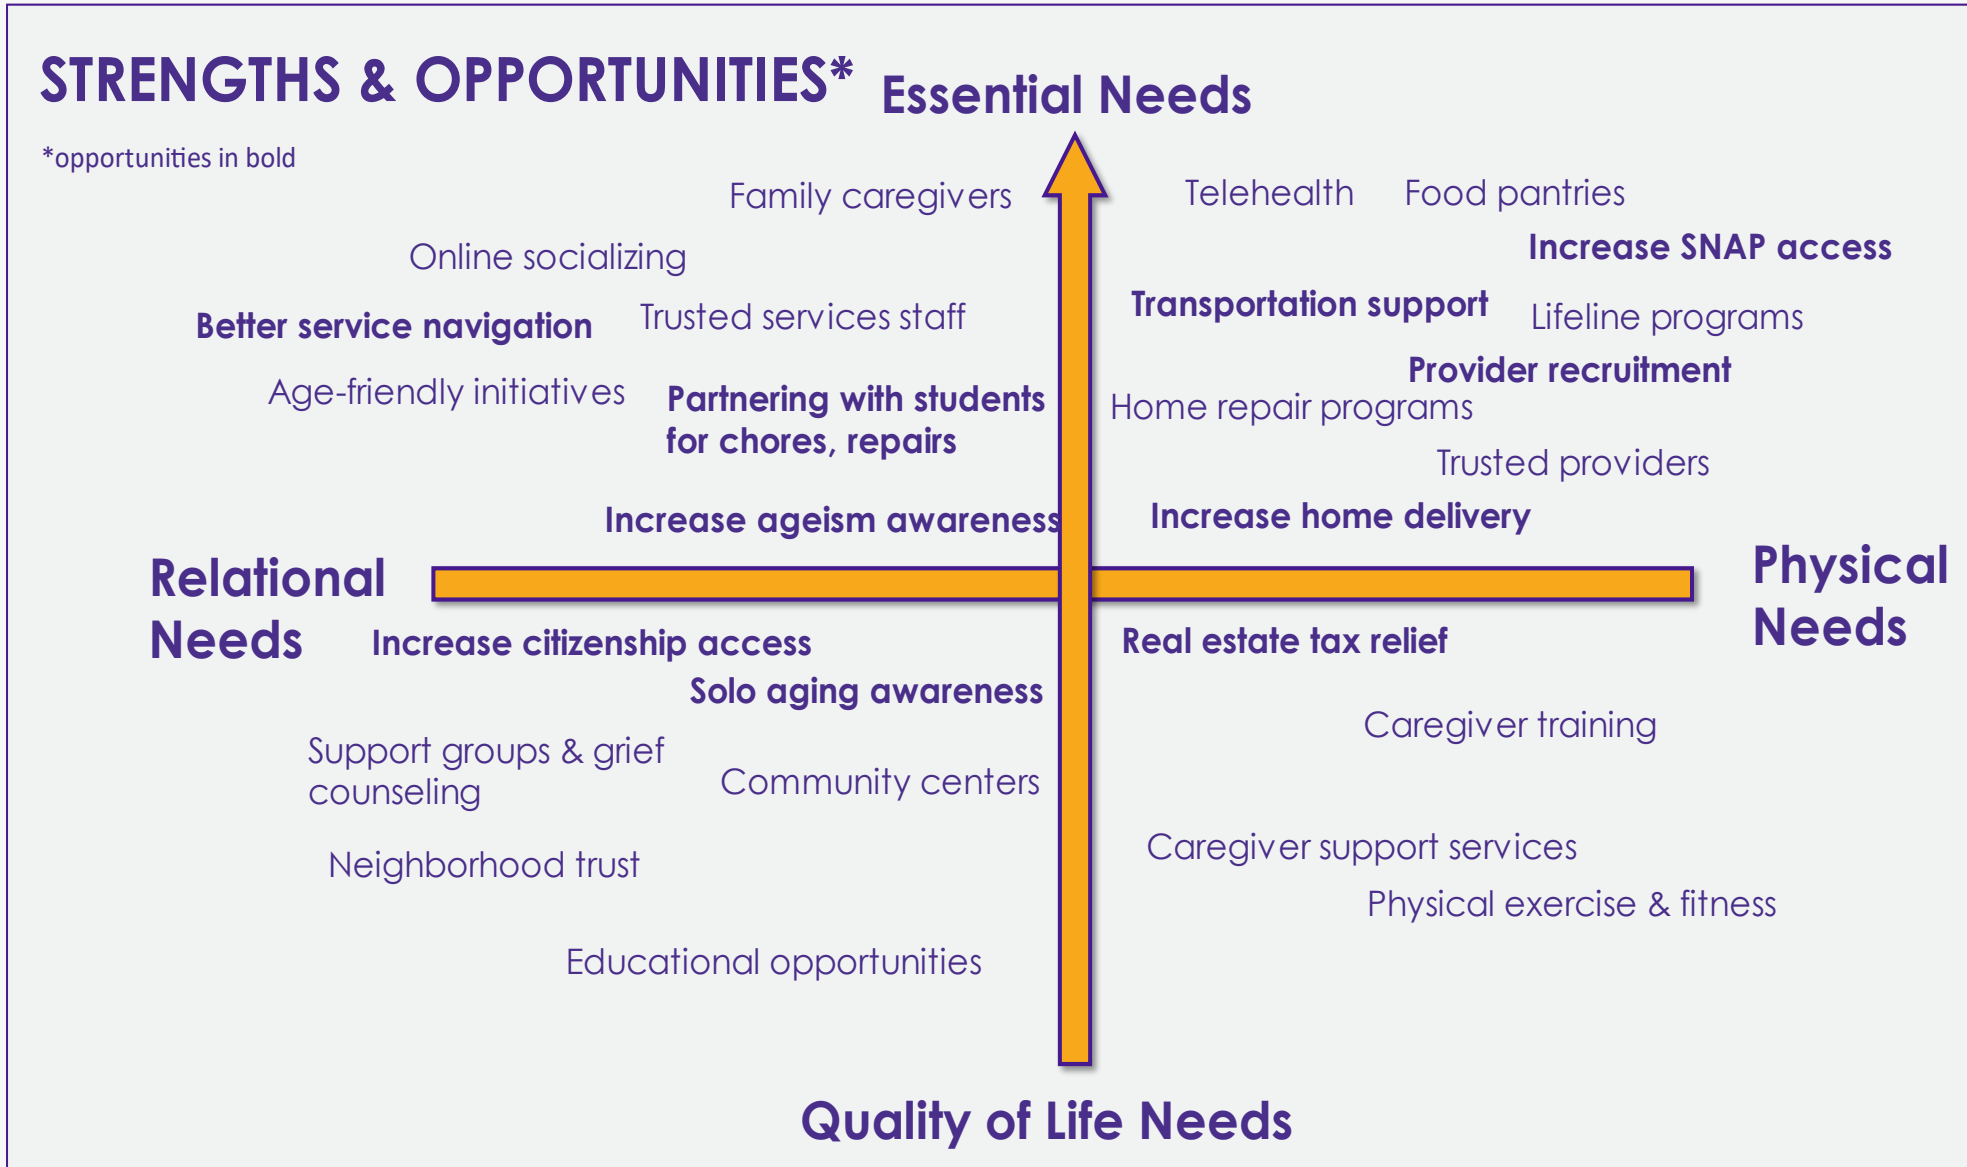 STRENGTHS & OPPORTUNITIES*
Essential Needs
*opportunities in bold
Family caregivers
Telehealth
Food pantries
Online socializing
Increase SNAP access
Better service navigation
Trusted services staff
Transportation support
Lifeline programs
Age-friendly initiatives
Partnering with students
for chores, repairs
Provider recruitment
Home repair programs
Trusted providers
Increase ageism awareness
Increase home delivery
Relational
Needs
Physical
Needs
Increase citizenship access
Real estate tax relief
Solo aging awareness
Caregiver training
Support groups & grief
counseling
Community centers
Neighborhood trust
Caregiver support services
Physical exercise & fitness
Educational opportunities
Quality of Life Needs